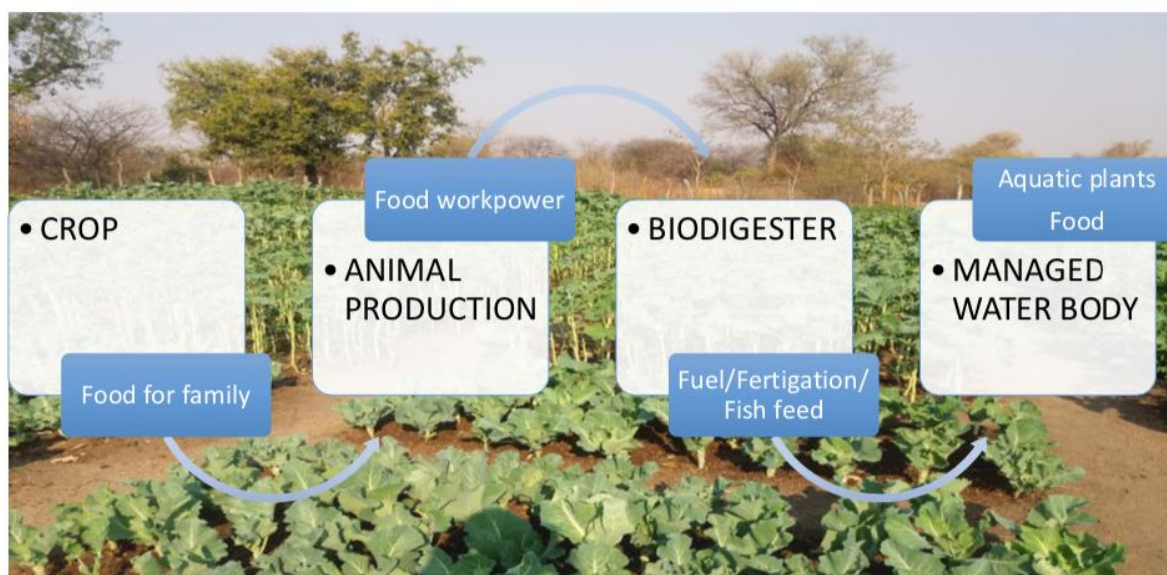 • CROP
Food for family
Food workpower
• ANIMAL
PRODUCTION
• BIODIGESTER
Fuel/Fertigation/
Fish feed
Aquatic plants
Food
• MANAGED
WATER BODY